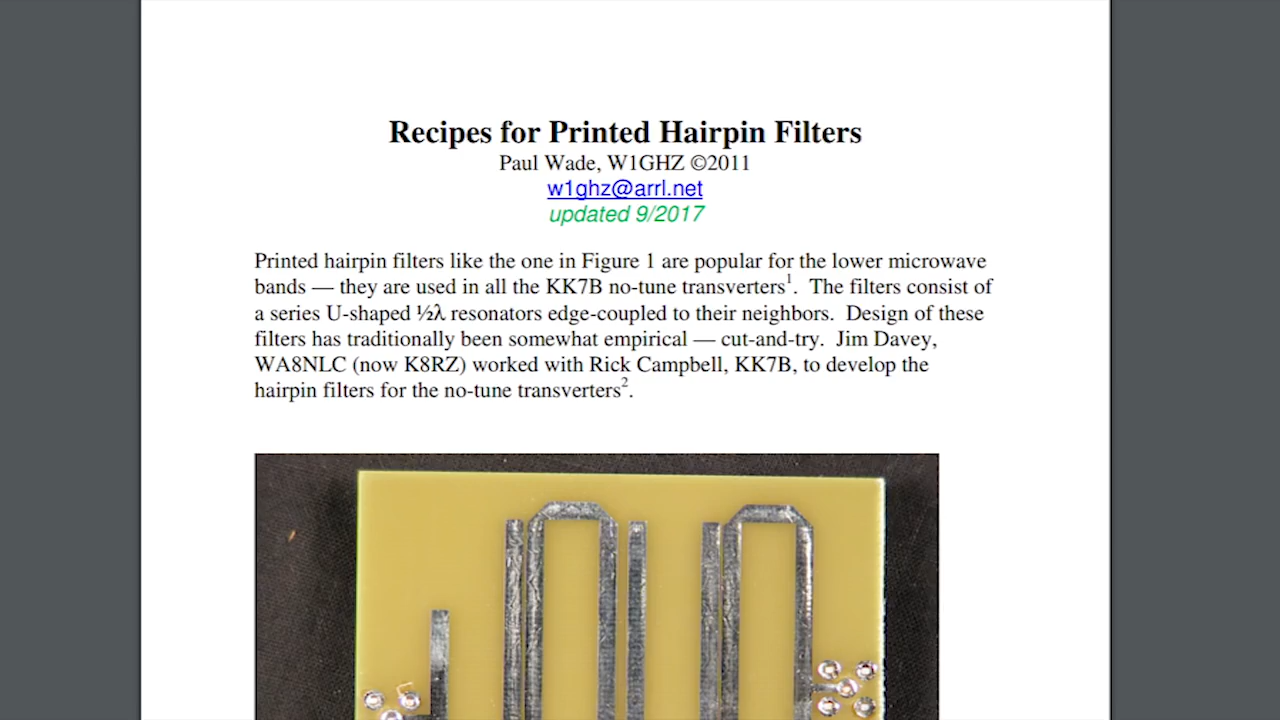 Recipes for Printed Hairpin Filters
Paul Wade, W1GHZ ©2011
w1ghz@arrl.net
updated 9/2017
Printed hairpin filters like the one in Figure 1 are popular for the lower microwave
bands — they are used in all the KK7B no-tune transverters1. The filters consist of
a series U-shaped ½λ resonators edge-coupled to their neighbors. Design of these
filters has traditionally been somewhat empirical — cut-and-try. Jim Davey,
WA8NLC (now K8RZ) worked with Rick Campbell, KK7B, to develop the
hairpin filters for the no-tune transverters2.